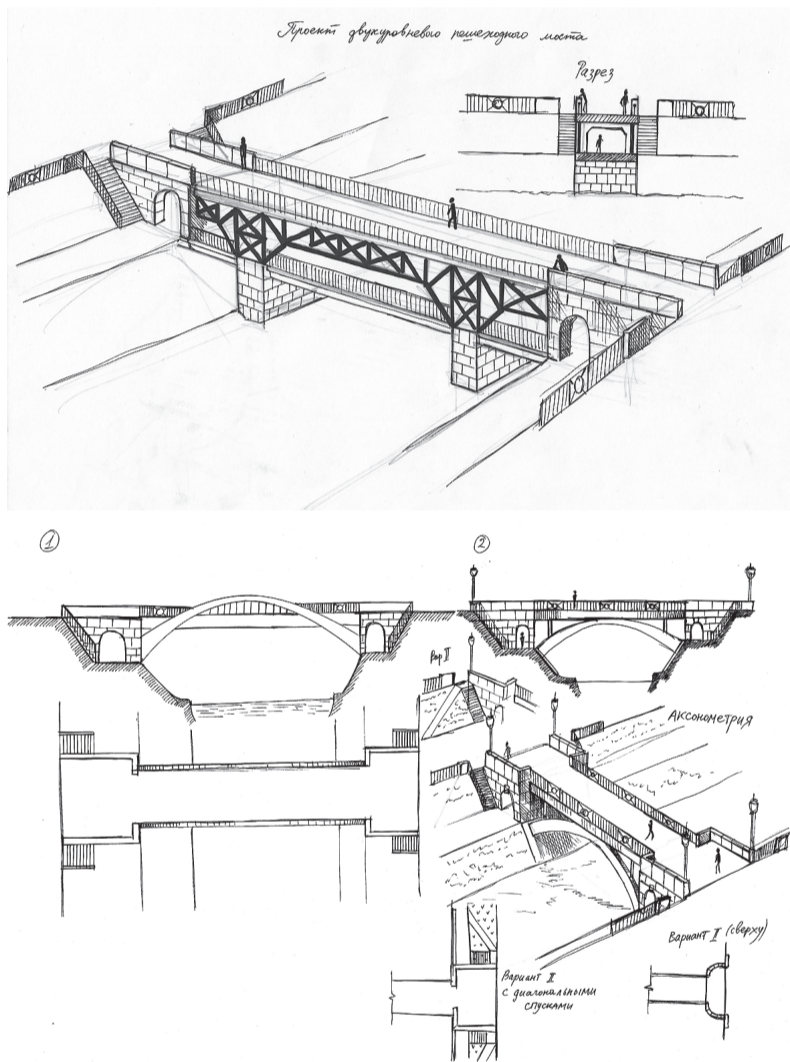 Проект двухуровневого пешеходного моста
Разрез
1
2
Вар II
Аксонометрия
Вариант II
с диагональными
спусками
Вариант I (сверху)